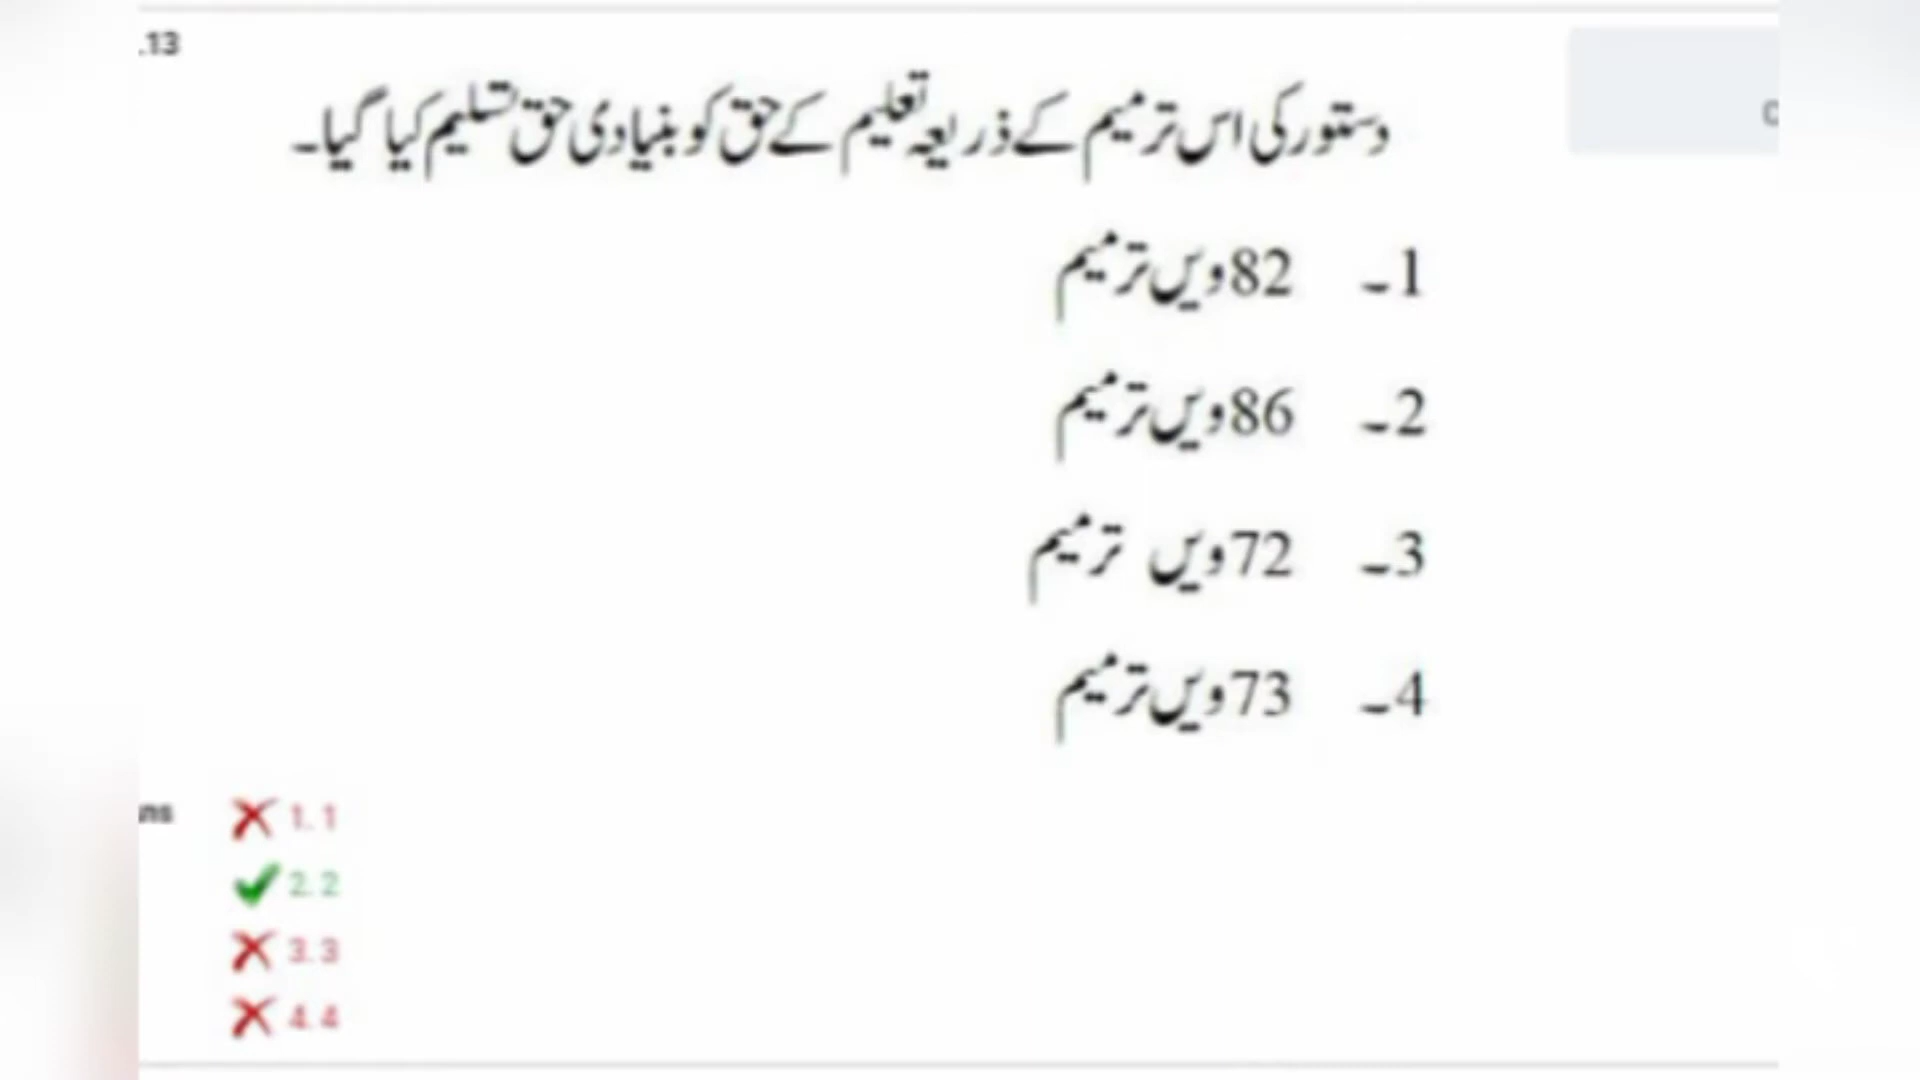 .13
دستور کی اس ترمیم کے ذریعہ تعلیم کے حق کو بنیادی حق تسلیم کیا گیا۔
1۔ 82ویں ترمیم
2۔ 86ویں ترمیم
3۔ 72ویں ترمیم
4۔ 73ویں ترمیم
ns
1. 1
2. 2
3. 3
4. 4